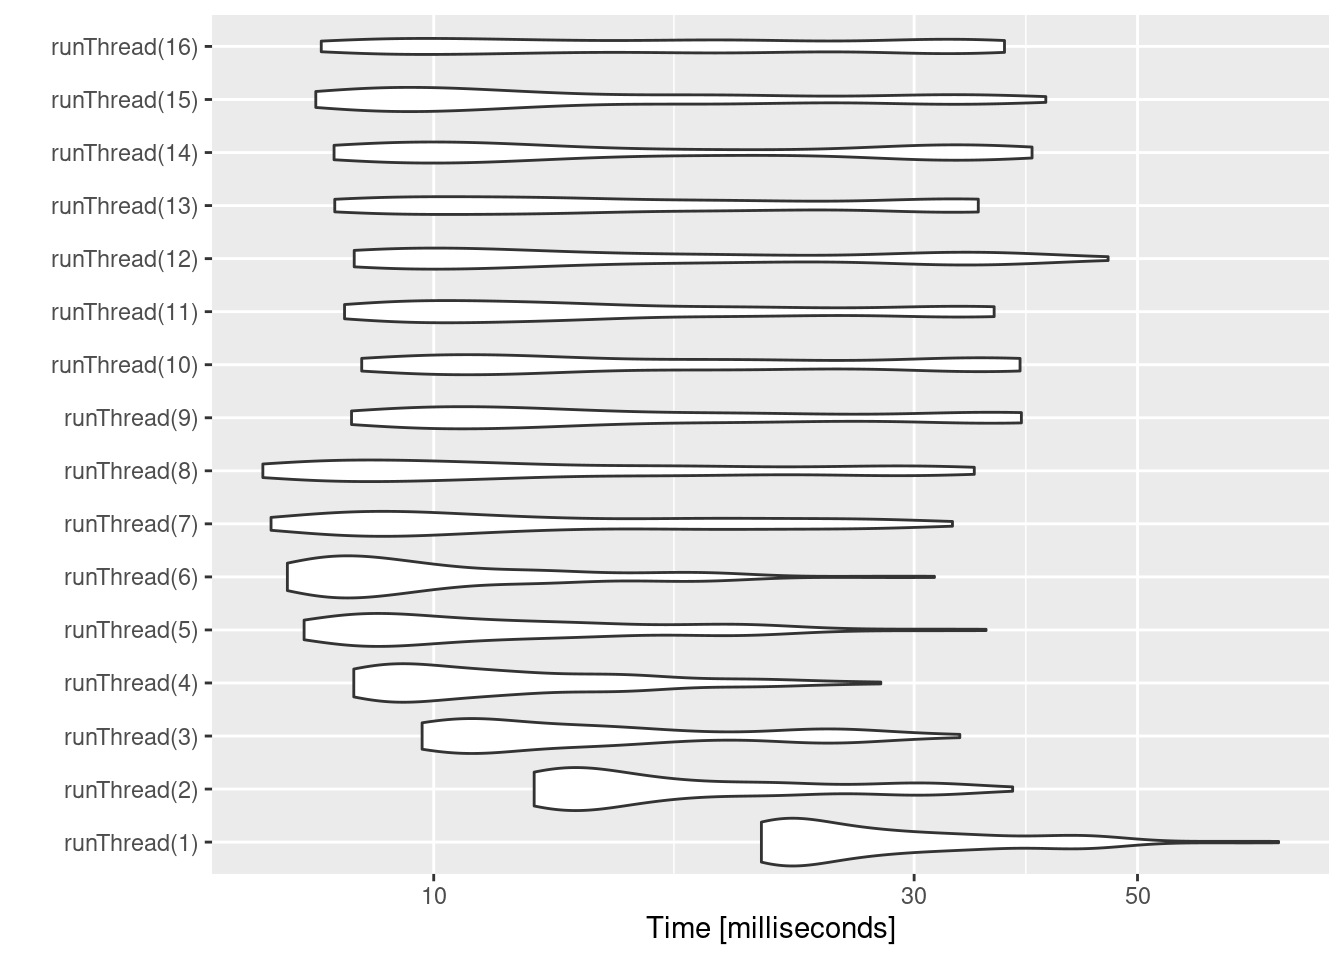 runThread(16)
runThread(15)
runThread(14)
runThread(13)
runThread(12)
runThread(11)
runThread(10)
runThread(9)
runThread(8)
runThread(7)
runThread(6)
runThread(5)
runThread(4)
runThread(3)
runThread(2)
runThread(1)
10 30 50
Time [milliseconds]